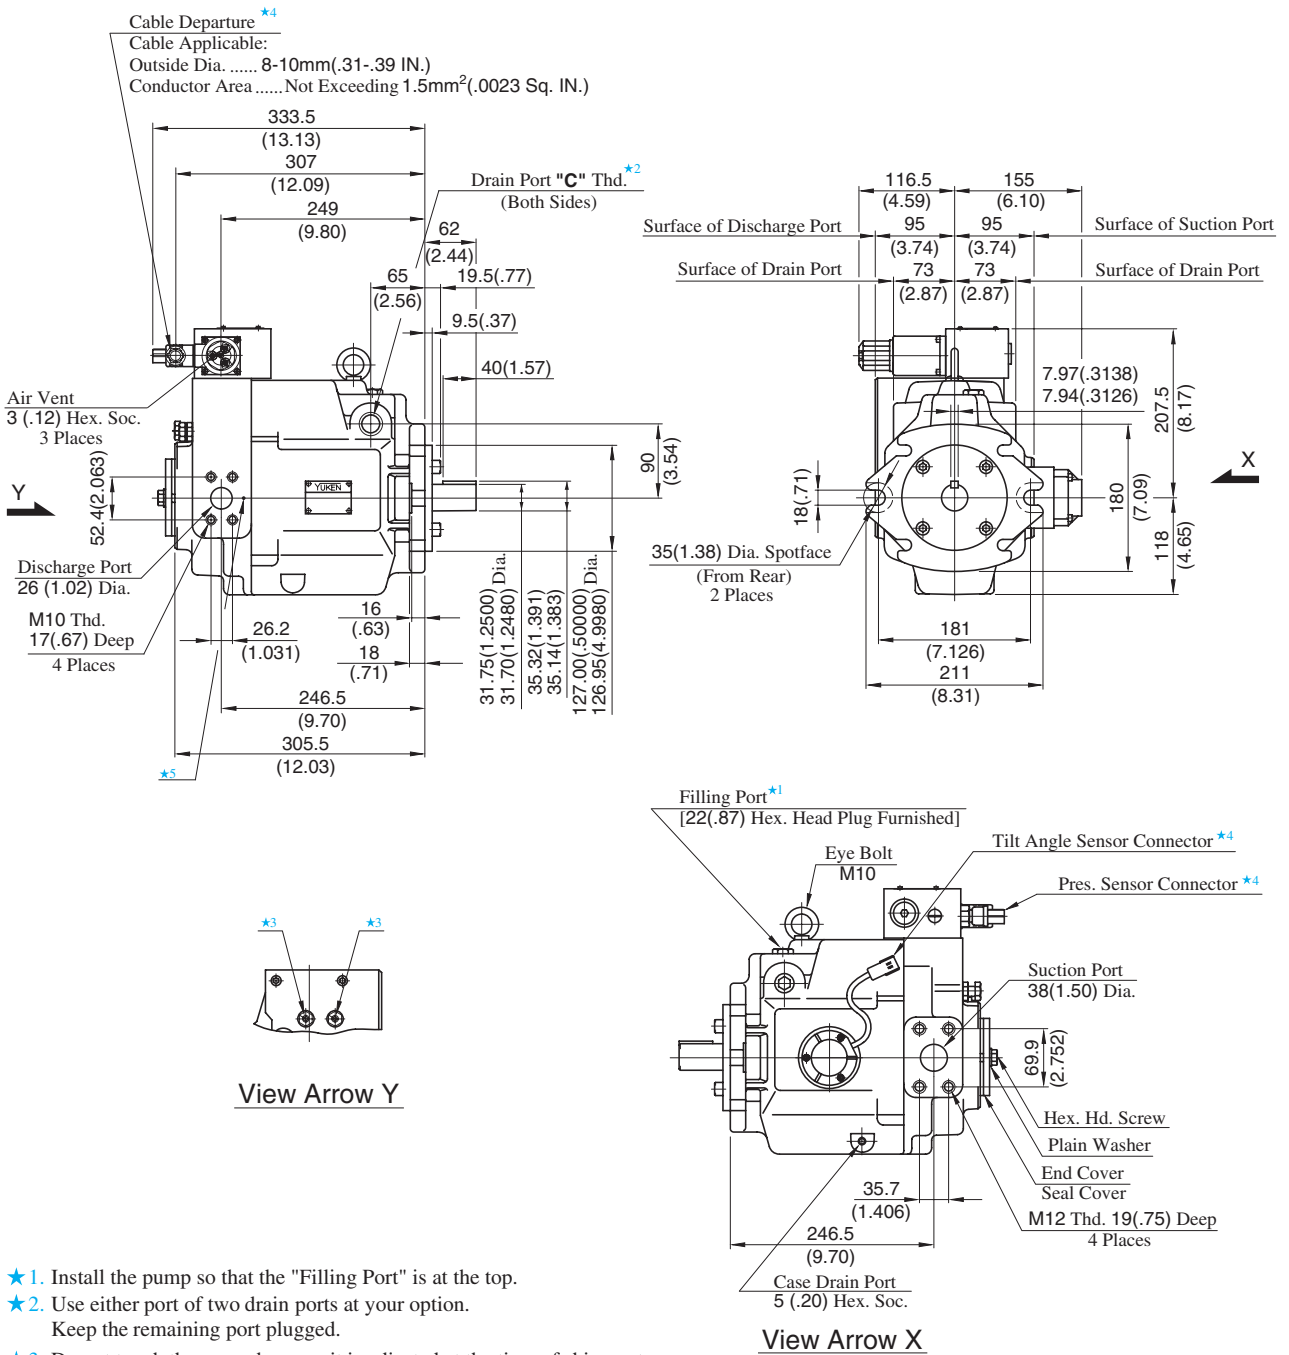 Cable Departure ★4
Cable Applicable:
Outside Dia. ...... 8-10mm(.31-.39 IN.)
Conductor Area ...... Not Exceeding 1.5mm2(.0023 Sq. IN.)
333.5
(13.13)
307
(12.09)
249
(9.80)
Drain Port "C" Thd. ★2
(Both Sides)
62
(2.44)
65
(2.56)
19.5(.77)
9.5(.37)
40(1.57)
Air Vent
3 (.12) Hex. Soc.
3 Places
52.4(2.063)
Y
YUKEN
90
(3.54)
Discharge Port
26 (1.02) Dia.
M10 Thd.
17(.67) Deep
4 Places
26.2
(1.031)
16
(.63)
18
(.71)
246.5
(9.70)
305.5
(12.03)
★5
31.75(1.2500)
31.70(1.2480) Dia.
35.32(1.391)
35.14(1.383)
127.00(.50000)
126.95(4.9980) Dia.
116.5
(4.59)
155
(6.10)
Surface of Discharge Port
95
(3.74)
95
(3.74)
Surface of Suction Port
Surface of Drain Port
73
(2.87)
73
(2.87)
Surface of Drain Port
7.97(.3138)
7.94(.3126)
207.5
(8.17)
X
18(.71)
180
(7.09)
118
(4.65)
35(1.38) Dia. Spotface
(From Rear)
2 Places
181
(7.126)
211
(8.31)
Filling Port ★1
[22(.87) Hex. Head Plug Furnished]
Eye Bolt
M10
Tilt Angle Sensor Connector ★4
Pres. Sensor Connector ★4
Suction Port
38(1.50) Dia.
69.9
(2.752)
Hex. Hd. Screw
Plain Washer
End Cover
Seal Cover
M12 Thd. 19(.75) Deep
4 Places
35.7
(1.406)
246.5
(9.70)
Case Drain Port
5 (.20) Hex. Soc.
View Arrow X
★3
★3
View Arrow Y
★1. Install the pump so that the "Filling Port" is at the top.
★2. Use either port of two drain ports at your option.
Keep the remaining port plugged.